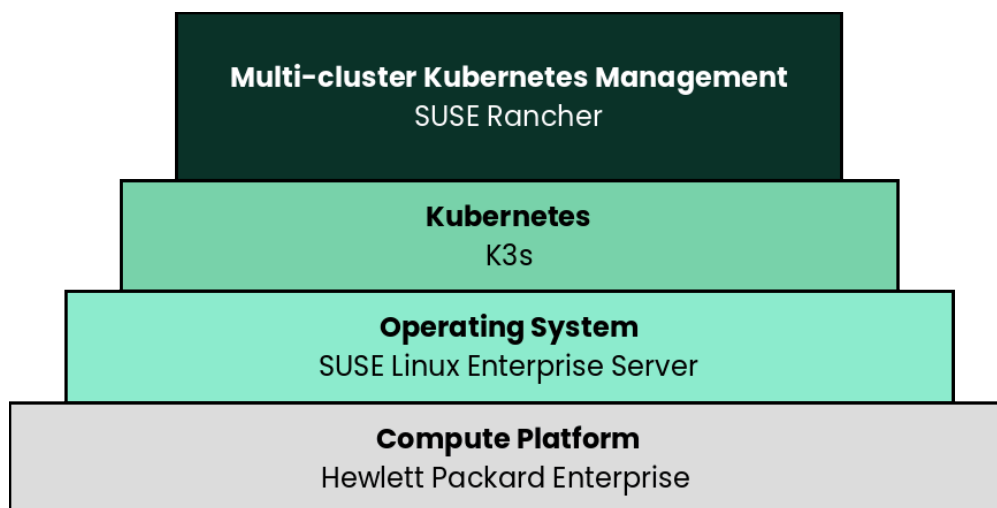 Multi-cluster Kubernetes Management
SUSE Rancher
Kubernetes
K3s
Operating System
SUSE Linux Enterprise Server
Compute Platform
Hewlett Packard Enterprise